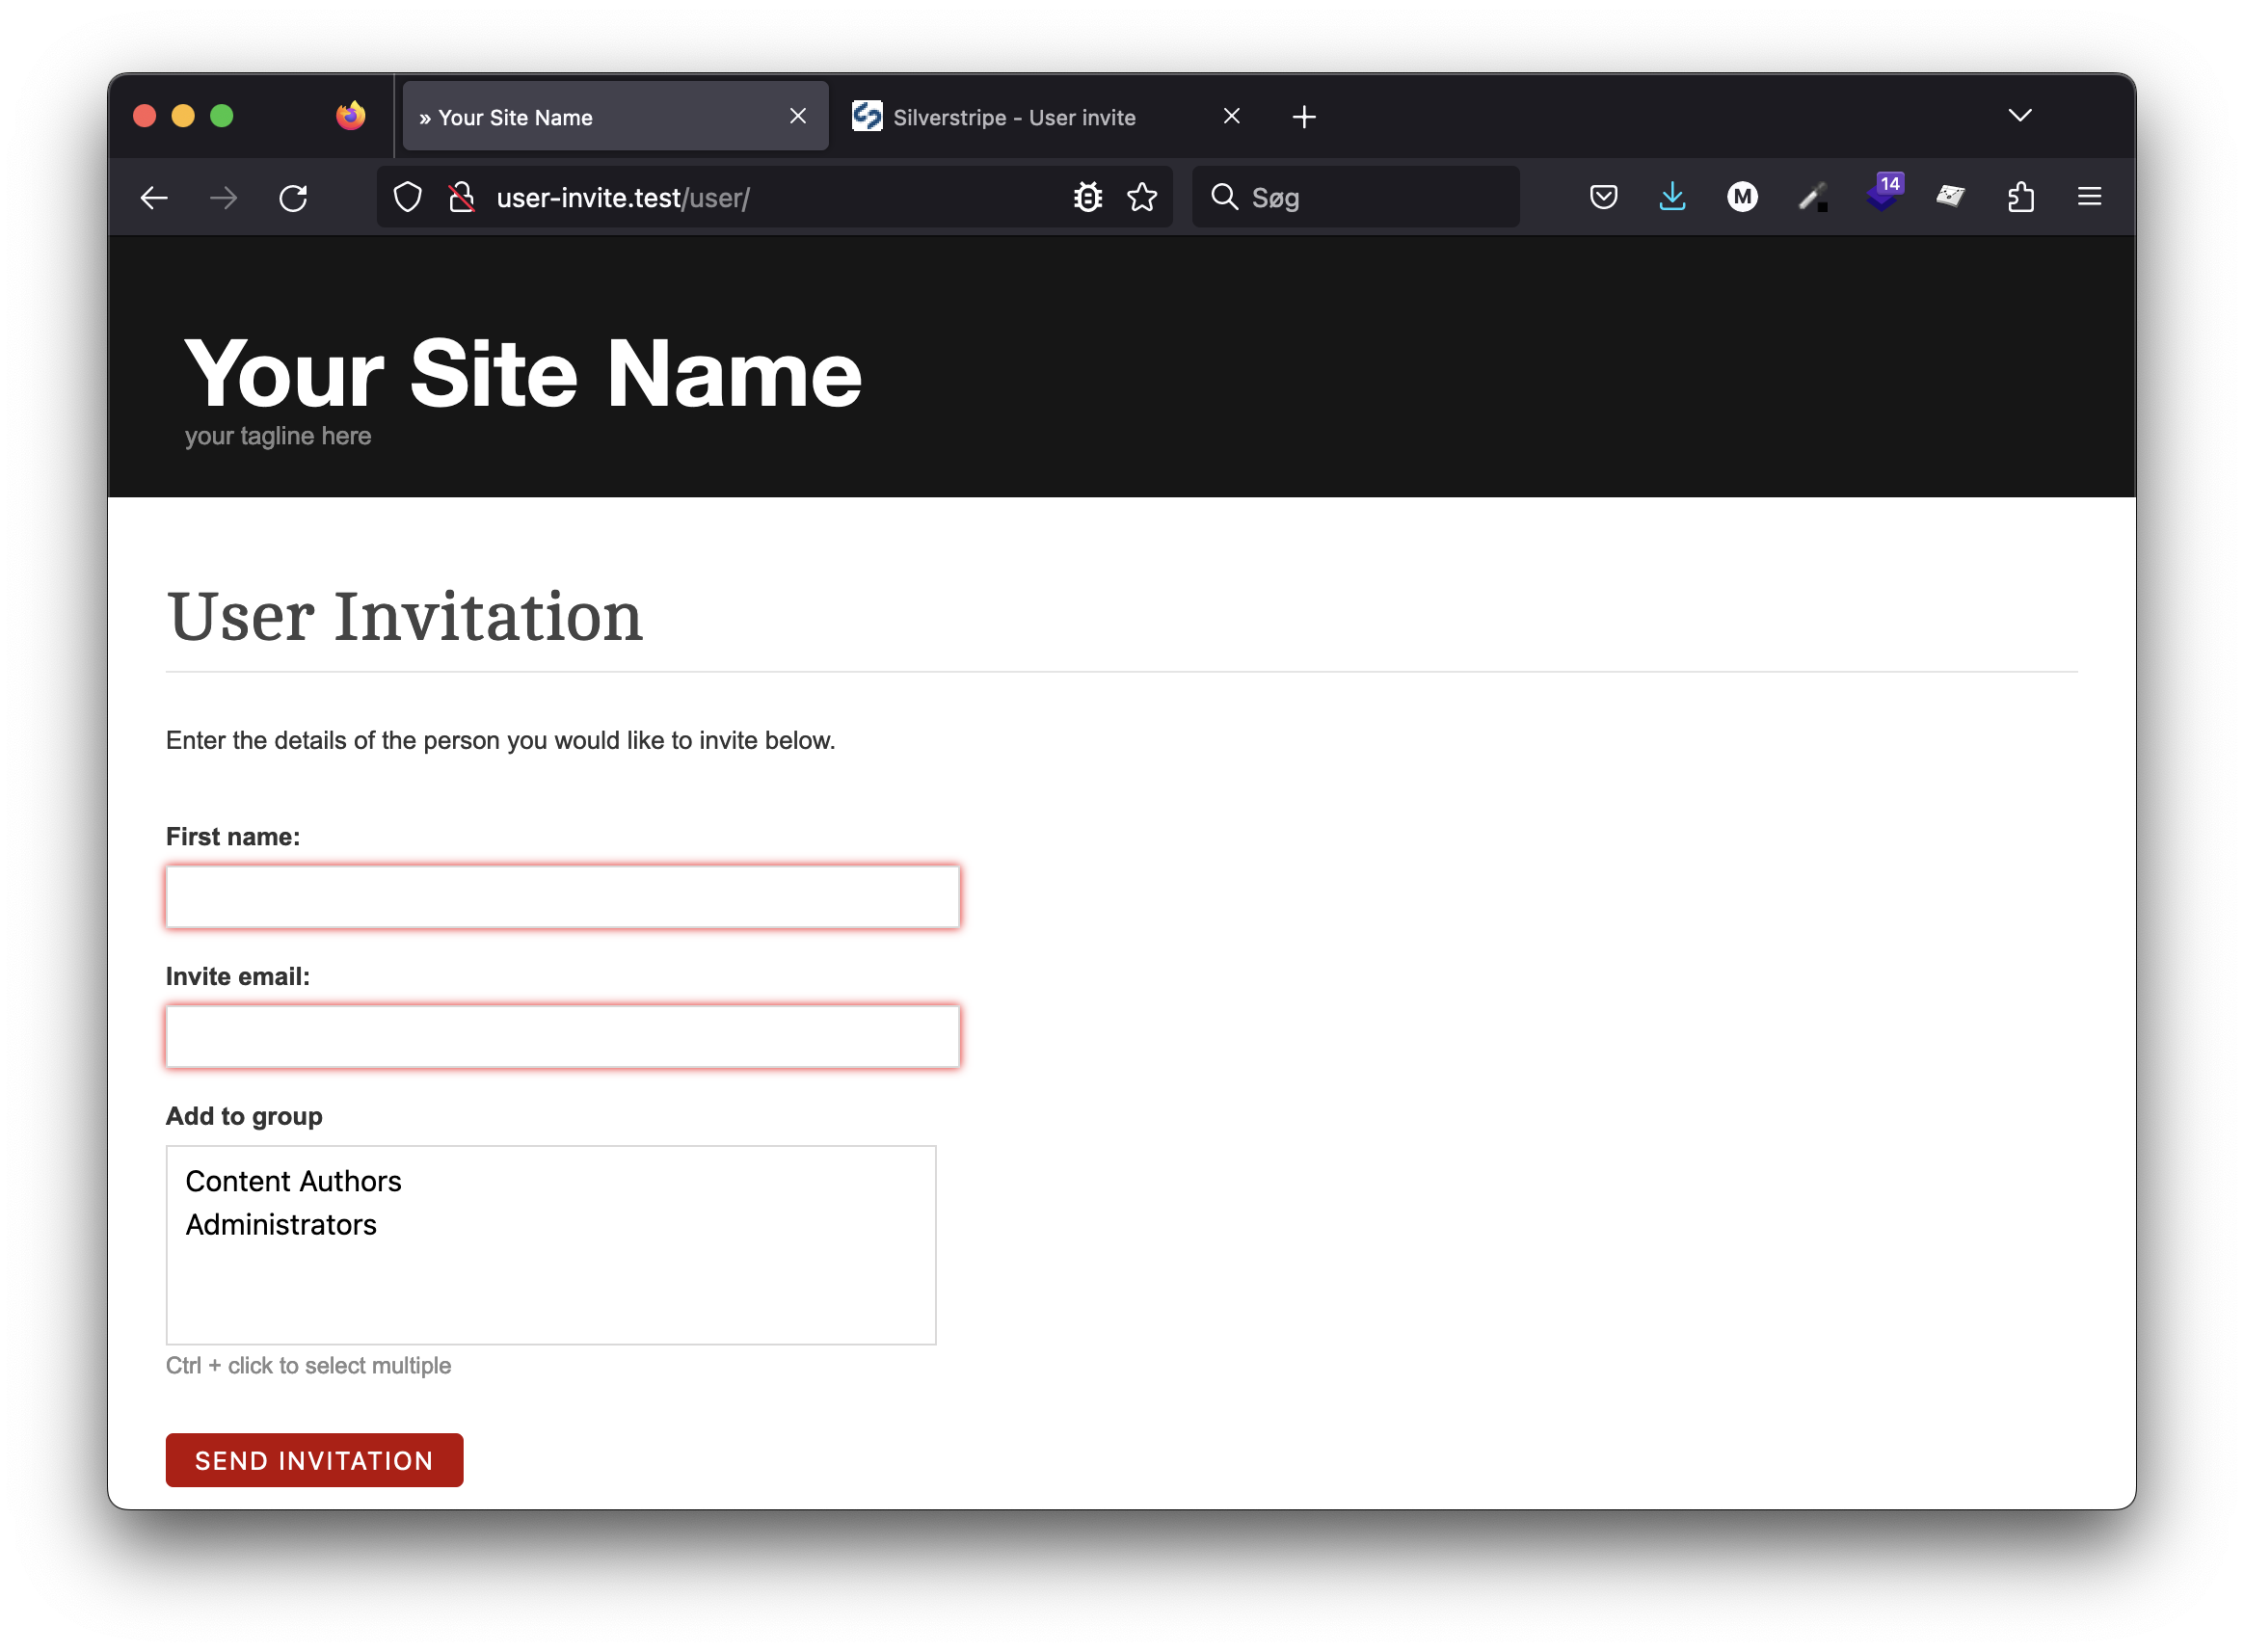 » Your Site Name
Silverstripe - User invite
user-invite.test/user/
Søg
M
14
Your Site Name
your tagline here
User Invitation
Enter the details of the person you would like to invite below.
First name:
Invite email:
Add to group
Content Authors
Administrators
Ctrl + click to select multiple
SEND INVITATION